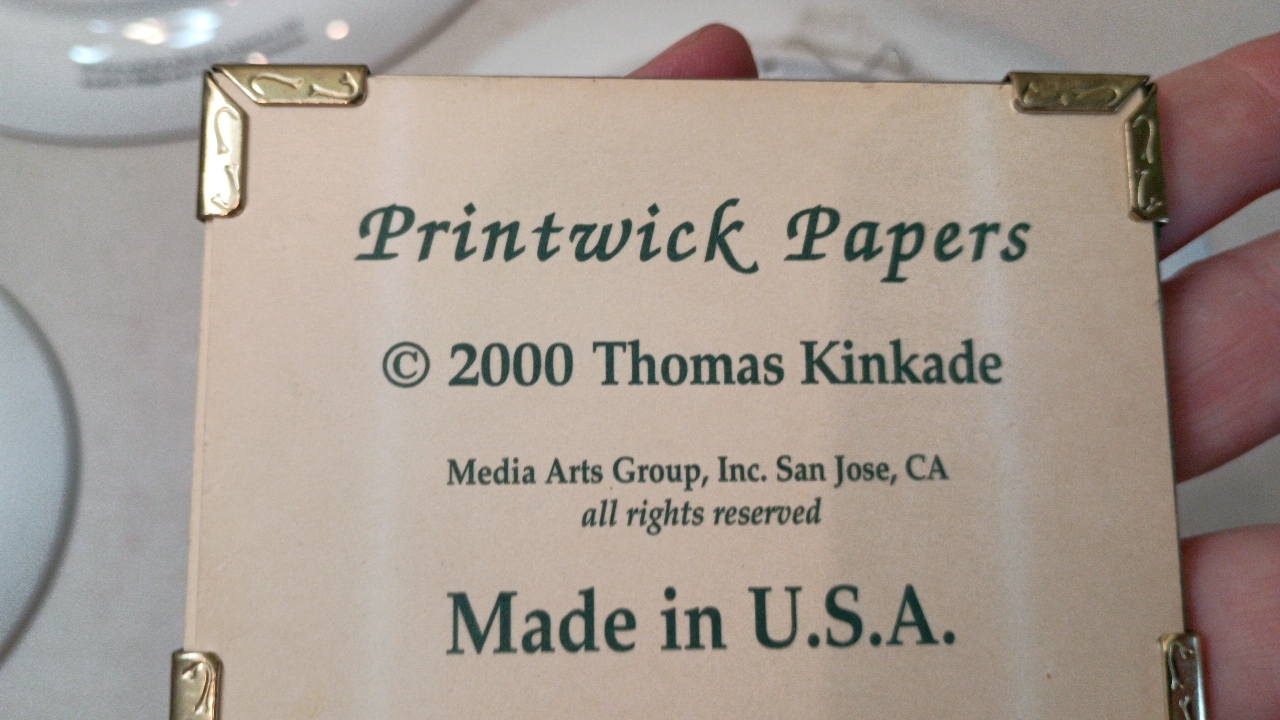 Printwick Papers
© 2000 Thomas Kinkade
Media Arts Group, Inc. San Jose, CA
all rights reserved
Made in U.S.A.